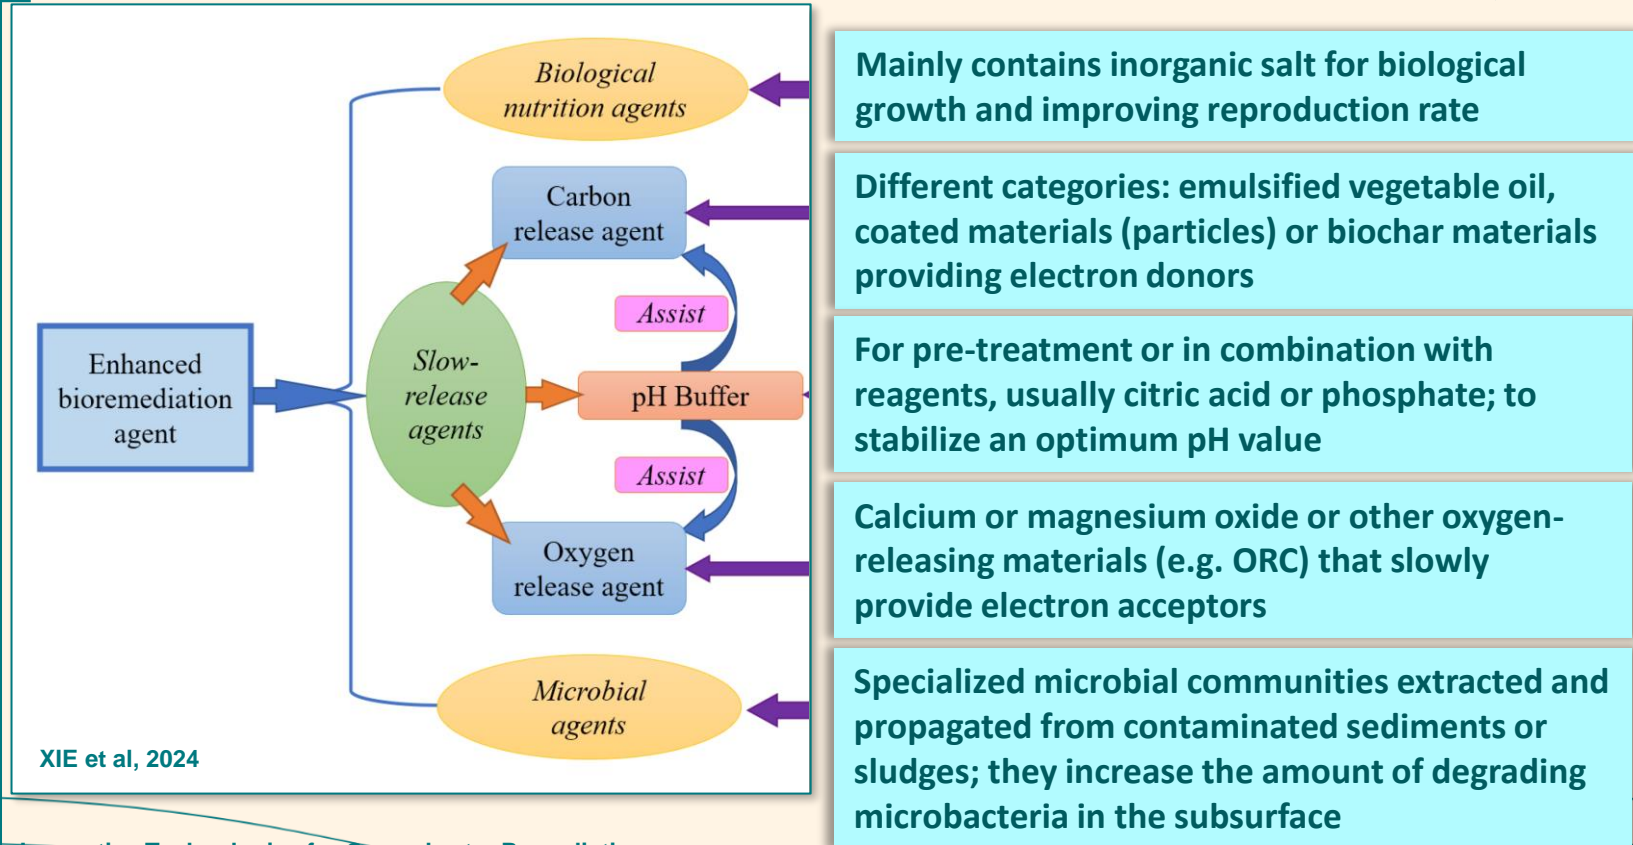 Biological
nutrition agents
Carbon
release agent
Assist
Enhanced
bioremediation
agent
Slow-
release
agents
pH Buffer
Assist
Oxygen
release agent
Microbial
agents
XIE et al, 2024
Mainly contains inorganic salt for biological
growth and improving reproduction rate
Different categories: emulsified vegetable oil,
coated materials (particles) or biochar materials
providing electron donors
For pre-treatment or in combination with
reagents, usually citric acid or phosphate; to
stabilize an optimum pH value
Calcium or magnesium oxide or other oxygen-
releasing materials (e.g. ORC) that slowly
provide electron acceptors
Specialized microbial communities extracted and
propagated from contaminated sediments or
sludges; they increase the amount of degrading
microbacteria in the subsurface